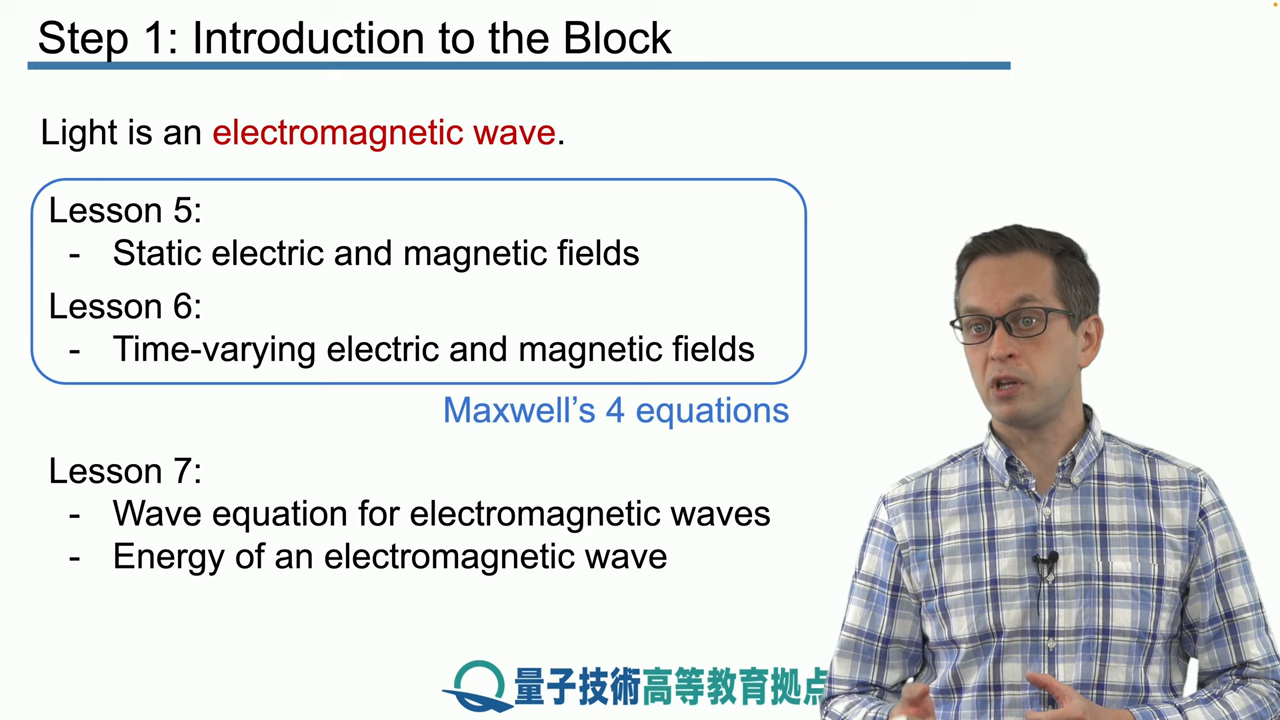 Step 1: Introduction to the Block
Light is an electromagnetic wave.
Lesson 5:
- Static electric and magnetic fields
Lesson 6:
- Time-varying electric and magnetic fields
Maxwell’s 4 equations
Lesson 7:
- Wave equation for electromagnetic waves
- Energy of an electromagnetic wave
量子技術高等教育拠点